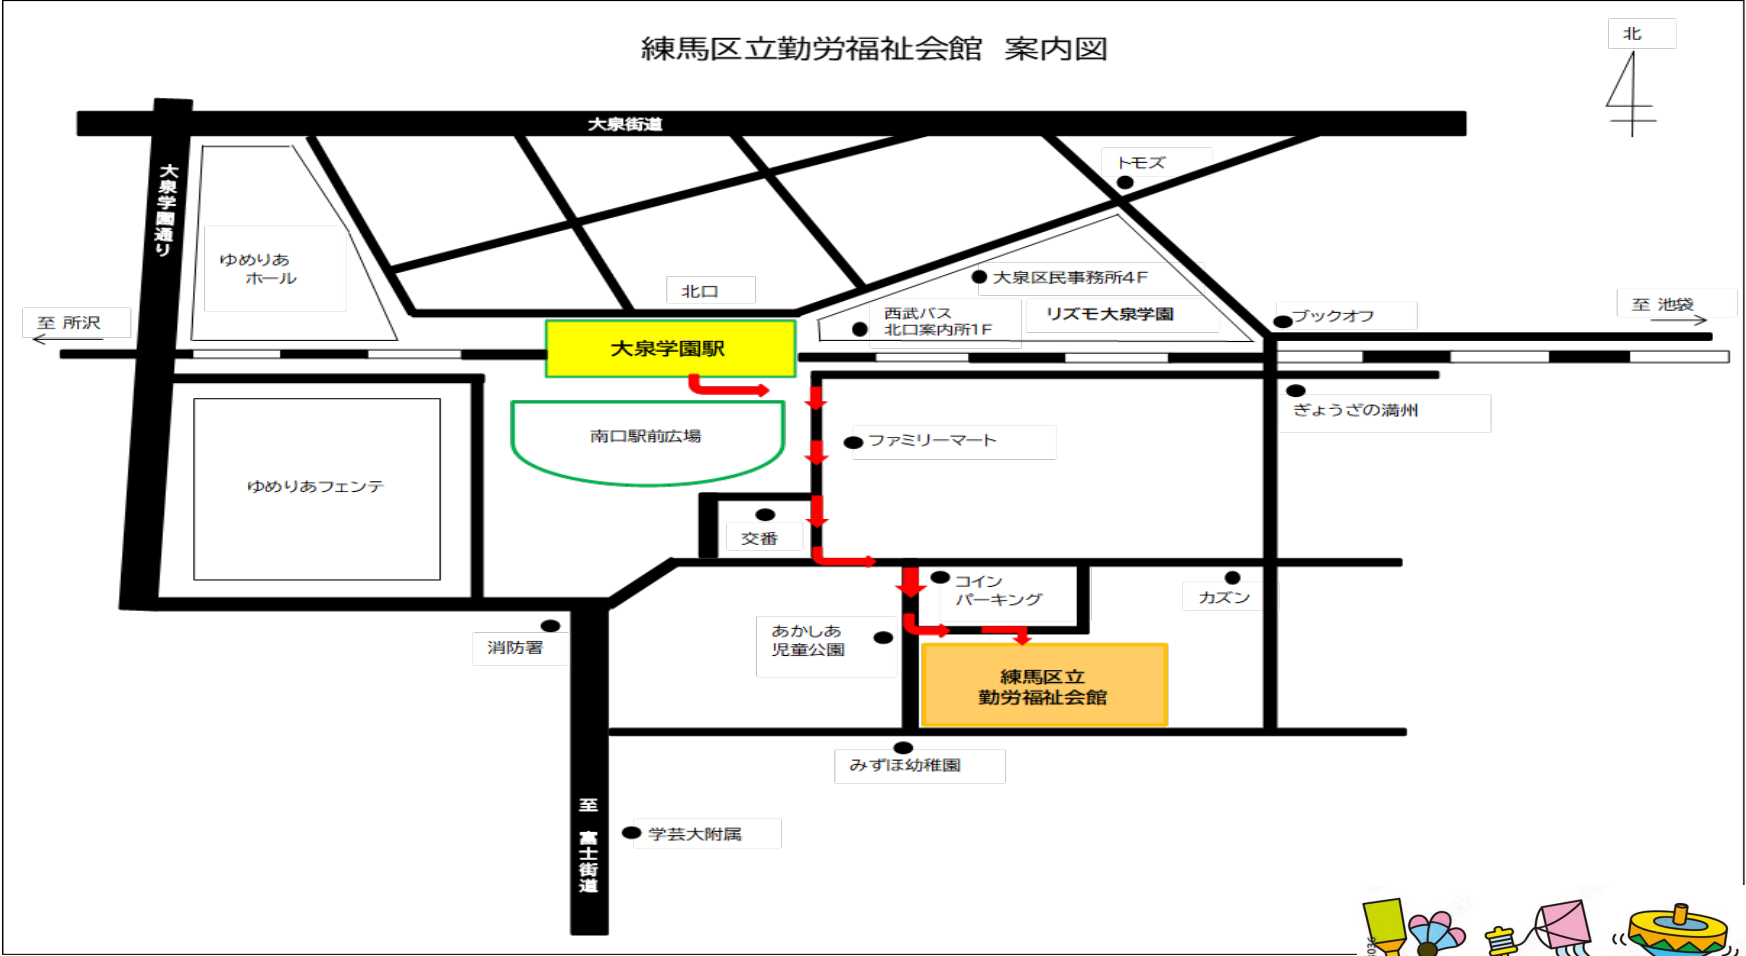 練馬区立勤労福祉会館 案内図
北
大泉街道
大泉学園通り
トモズ
ゆめりあ
ホール
大泉区民事務所4F
北口
至 所沢
西武バス
北口案内所1F
リズモ大泉学園
ブックオフ
至 池袋
大泉学園駅
ぎょうざの満州
南口駅前広場
ファミリーマート
ゆめりあフェンテ
交番
コイン
パーキング
カズン
消防署
あかしあ
児童公園
練馬区立
勤労福祉会館
みずほ幼稚園
至 富士街道
学芸大附属